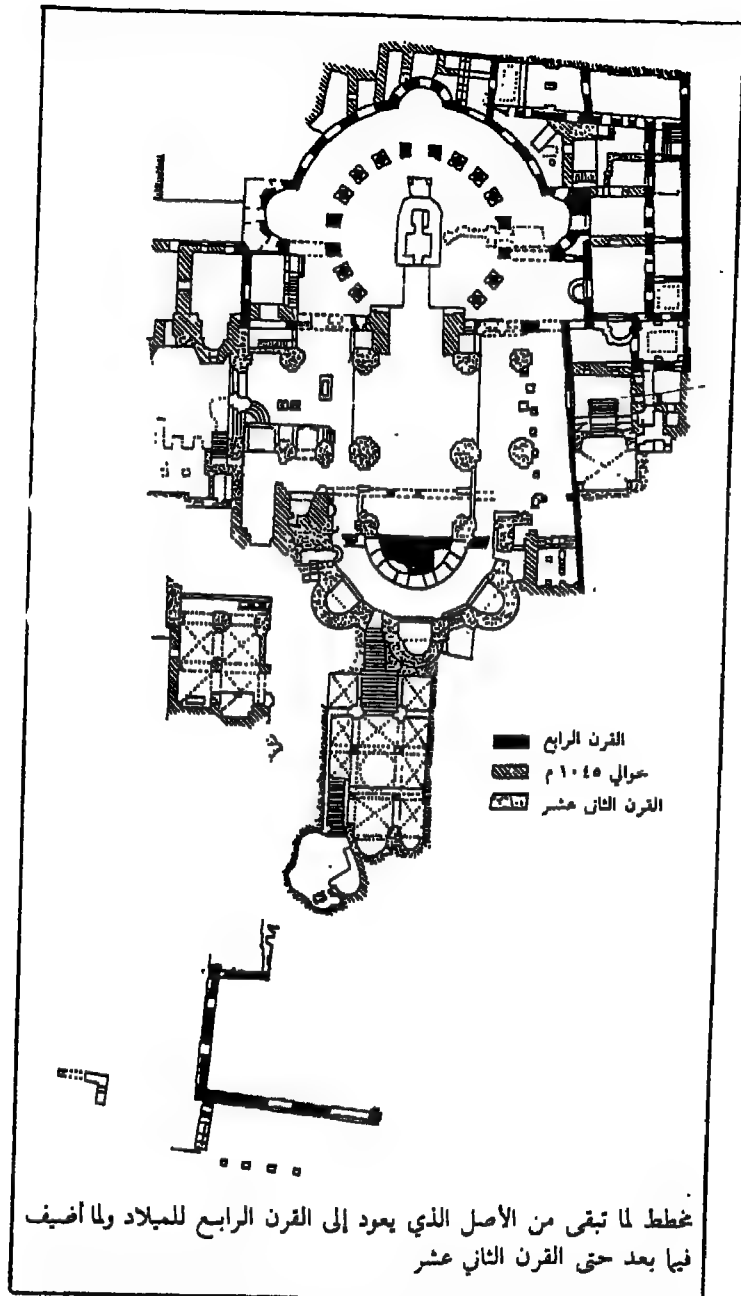 القرن الرابع
حوالي ١٠٤٥ م
القرن الثاني عشر
مخطط لما تبقى من الأصل الذي يعود إلى القرن الرابع للميلاد ولما أضيف
فيما بعد حتى القرن الثاني عشر